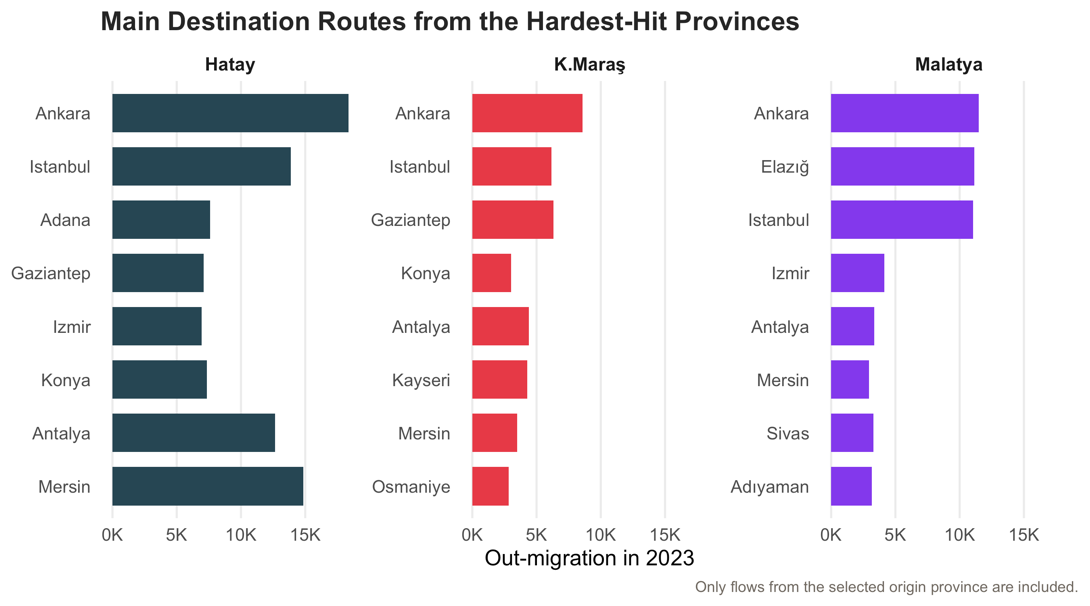 Main Destination Routes from the Hardest-Hit Provinces
Hatay
Ankara
Istanbul
Adana
Gaziantep
Izmir
Konya
Antalya
Mersin
0K 5K 10K 15K
K.Maraş
Ankara
Istanbul
Gaziantep
Konya
Antalya
Kayseri
Mersin
Osmaniye
0K 5K 10K 15K
Malatya
Ankara
Elazığ
Istanbul
Izmir
Antalya
Mersin
Sivas
Adıyaman
0K 5K 10K 15K
Out-migration in 2023
Only flows from the selected origin province are included.